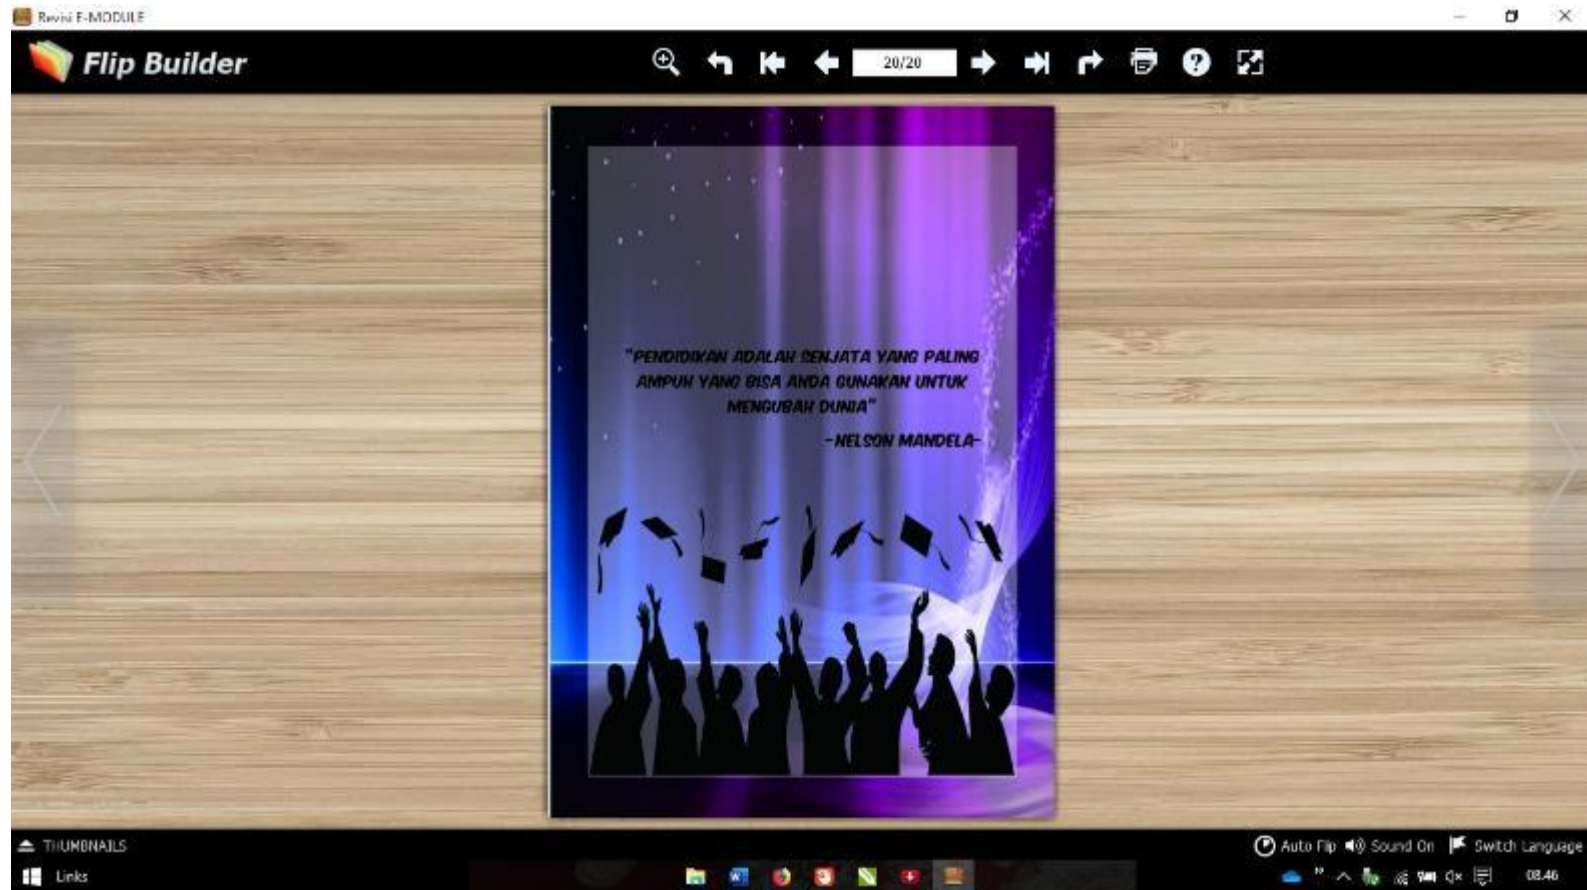 Revisi E-MODULE
Flip Builder
20/20
"PENDIDIKAN ADALAH SENJATA YANG PALING
AMPUH YANG BISA ANDA GUNAKAN UNTUK
MENGUBAH DUNIA"
-NELSON MANDELA-
THUMBNAILS
Auto Flip Sound On Switch Language
Links
08.46